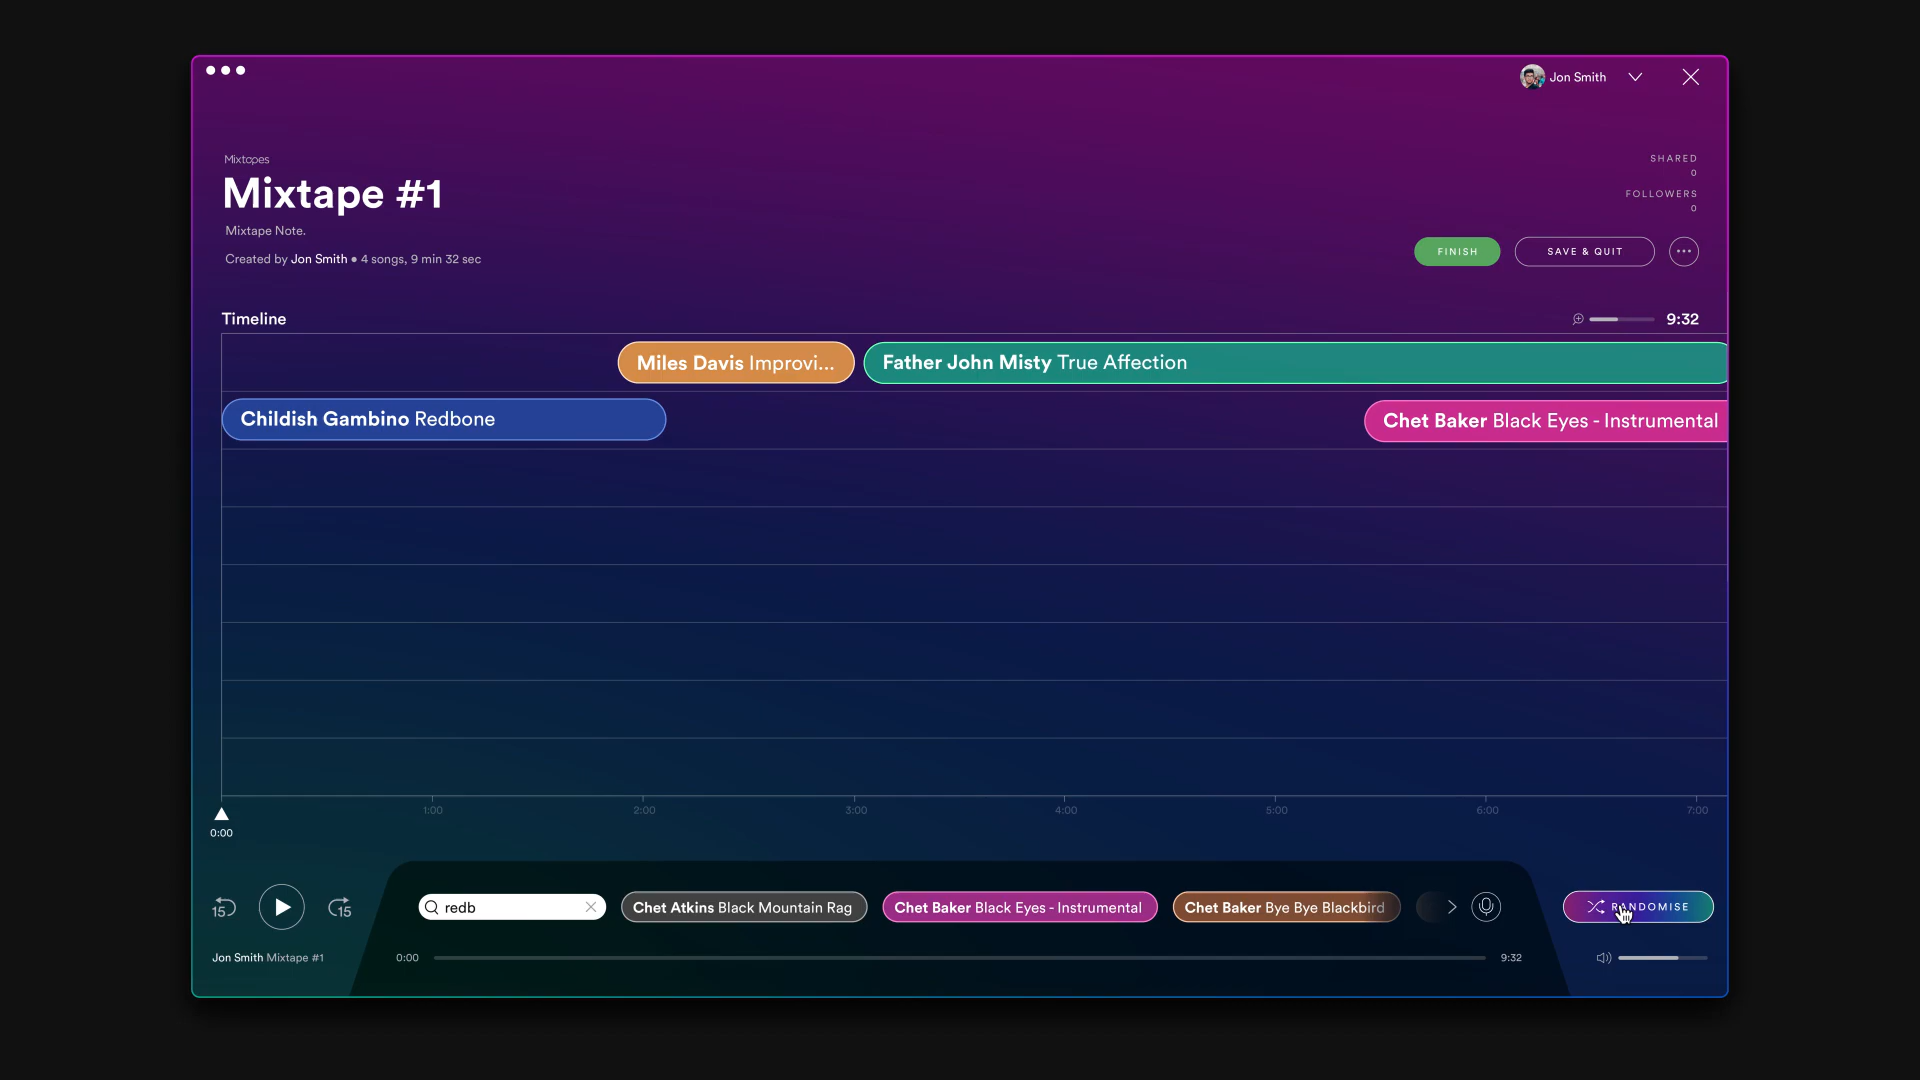 Jon Smith
Mixtapes
Mixtape #1
Mixtape Note.
Created by Jon Smith • 4 songs, 9 min 32 sec
SHARED
0
FOLLOWERS
0
FINISH
SAVE & QUIT
Timeline
9:32
Miles Davis Improvi...
Father John Misty True Affection
Childish Gambino Redbone
Chet Baker Black Eyes - Instrumental
1:00
2:00
3:00
4:00
5:00
6:00
7:00
0:00
15
15
redb
Chet Atkins Black Mountain Rag
Chet Baker Black Eyes - Instrumental
Chet Baker Bye Bye Blackbird
RANDOMISE
Jon Smith Mixtape #1
0:00
9:32